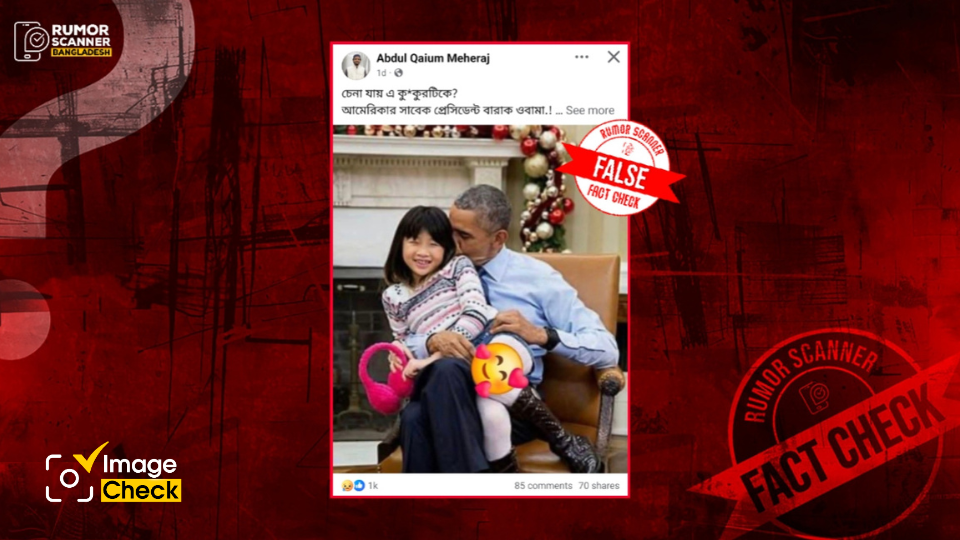 RUMOR
SCANNER
BANGLADESH
Abdul Qaium Meheraj
1d
চেনা যায় এ কু*কুরটিকে?
আমেরিকার সাবেক প্রেসিডেন্ট বারাক ওবামা.! ... See more
RUMOR SCANNER
FALSE
FACT CHECK
1k
85 comments 70 shares
Image
Check
RUMOR SCANNER
FACT CHECK